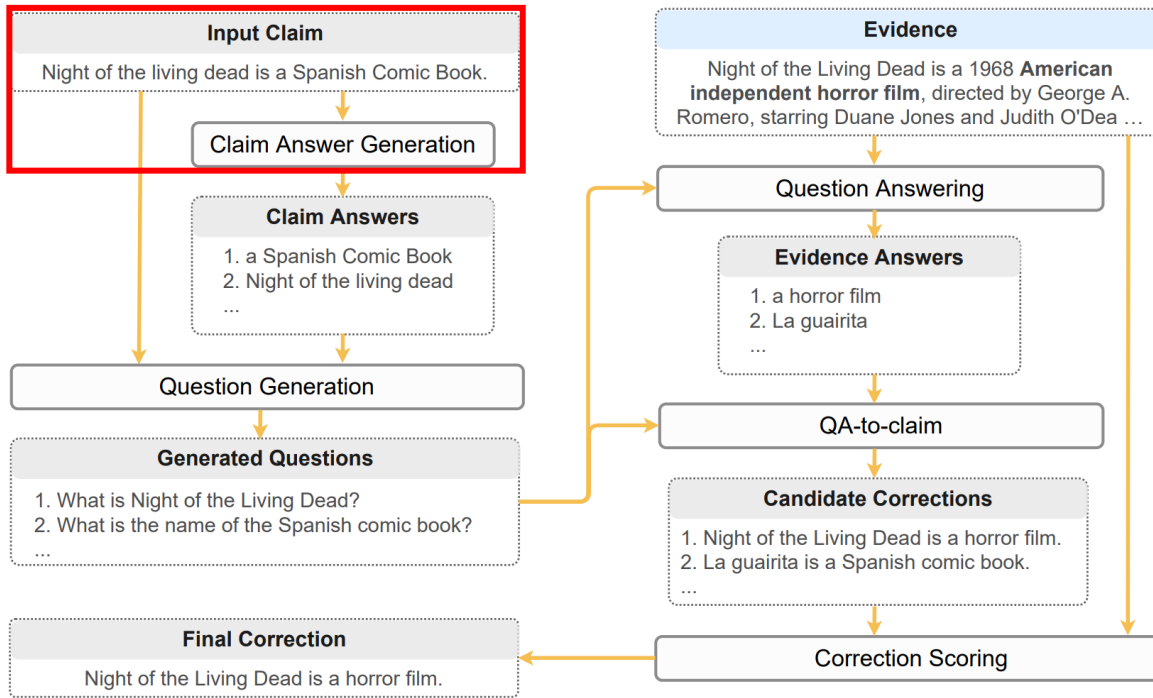 Input Claim
Night of the living dead is a Spanish Comic Book.
Claim Answer Generation
Claim Answers
1. a Spanish Comic Book
2. Night of the living dead
...
Question Generation
Generated Questions
1. What is Night of the Living Dead?
2. What is the name of the Spanish comic book?
...
Final Correction
Night of the Living Dead is a horror film.
Evidence
Night of the Living Dead is a 1968 American
independent horror film, directed by George A.
Romero, starring Duane Jones and Judith O'Dea ...
Question Answering
Evidence Answers
1. a horror film
2. La guairita
...
QA-to-claim
Candidate Corrections
1. Night of the Living Dead is a horror film.
2. La guairita is a Spanish comic book.
...
Correction Scoring